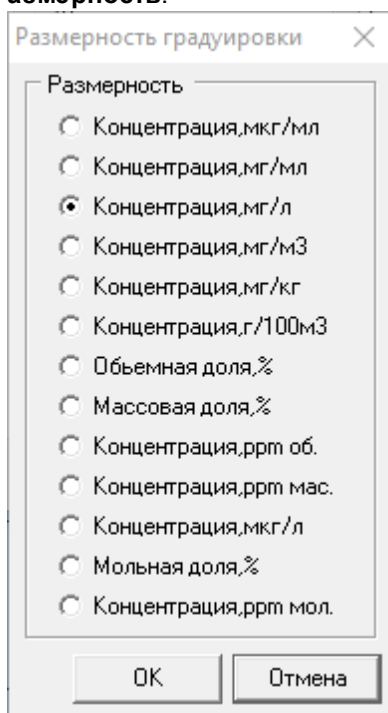 азмерность.
Размерность градуировки
Размерность
Концентрация,мкг/мл
Концентрация,мг/мл
Концентрация,мг/л
Концентрация,мг/м3
Концентрация,мг/кг
Концентрация,г/100м3
Обьемная доля,%
Массовая доля,%
Концентрация,ppm об.
Концентрация,ppm мас.
Концентрация,мкг/л
Мольная доля,%
Концентрация,ppm мол.
OK Отмена